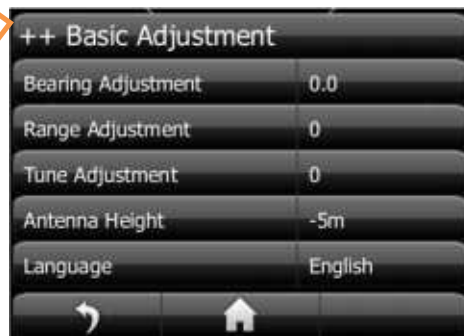 ++ Basic Adjustment
Bearing Adjustment 0.0
Range Adjustment 0
Tune Adjustment 0
Antenna Height -5m
Language English